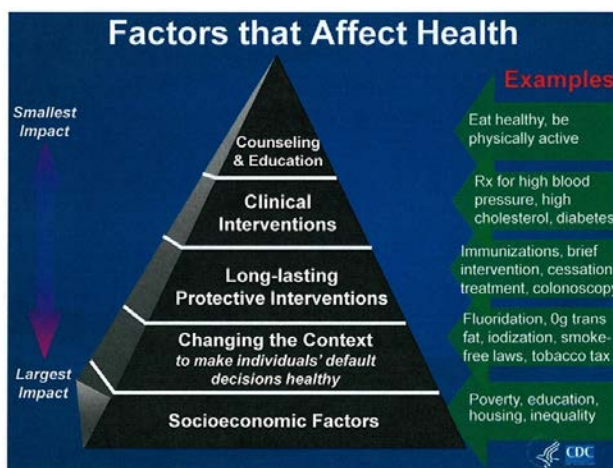 Factors that Affect Health
Examples
Smallest
Impact
Largest
Impact
Counseling
& Education
Eat healthy, be
physically active
Clinical
Interventions
Rx for high blood
pressure, high
cholesterol, diabetes
Long-lasting
Protective Interventions
Immunizations, brief
intervention, cessation
treatment, colonoscopy
Changing the Context
to make individuals' default
decisions healthy
Fluoridation, 0g trans
fat, iodization, smoke-
free laws, tobacco tax
Socioeconomic Factors
Poverty, education,
housing, inequality
CDC